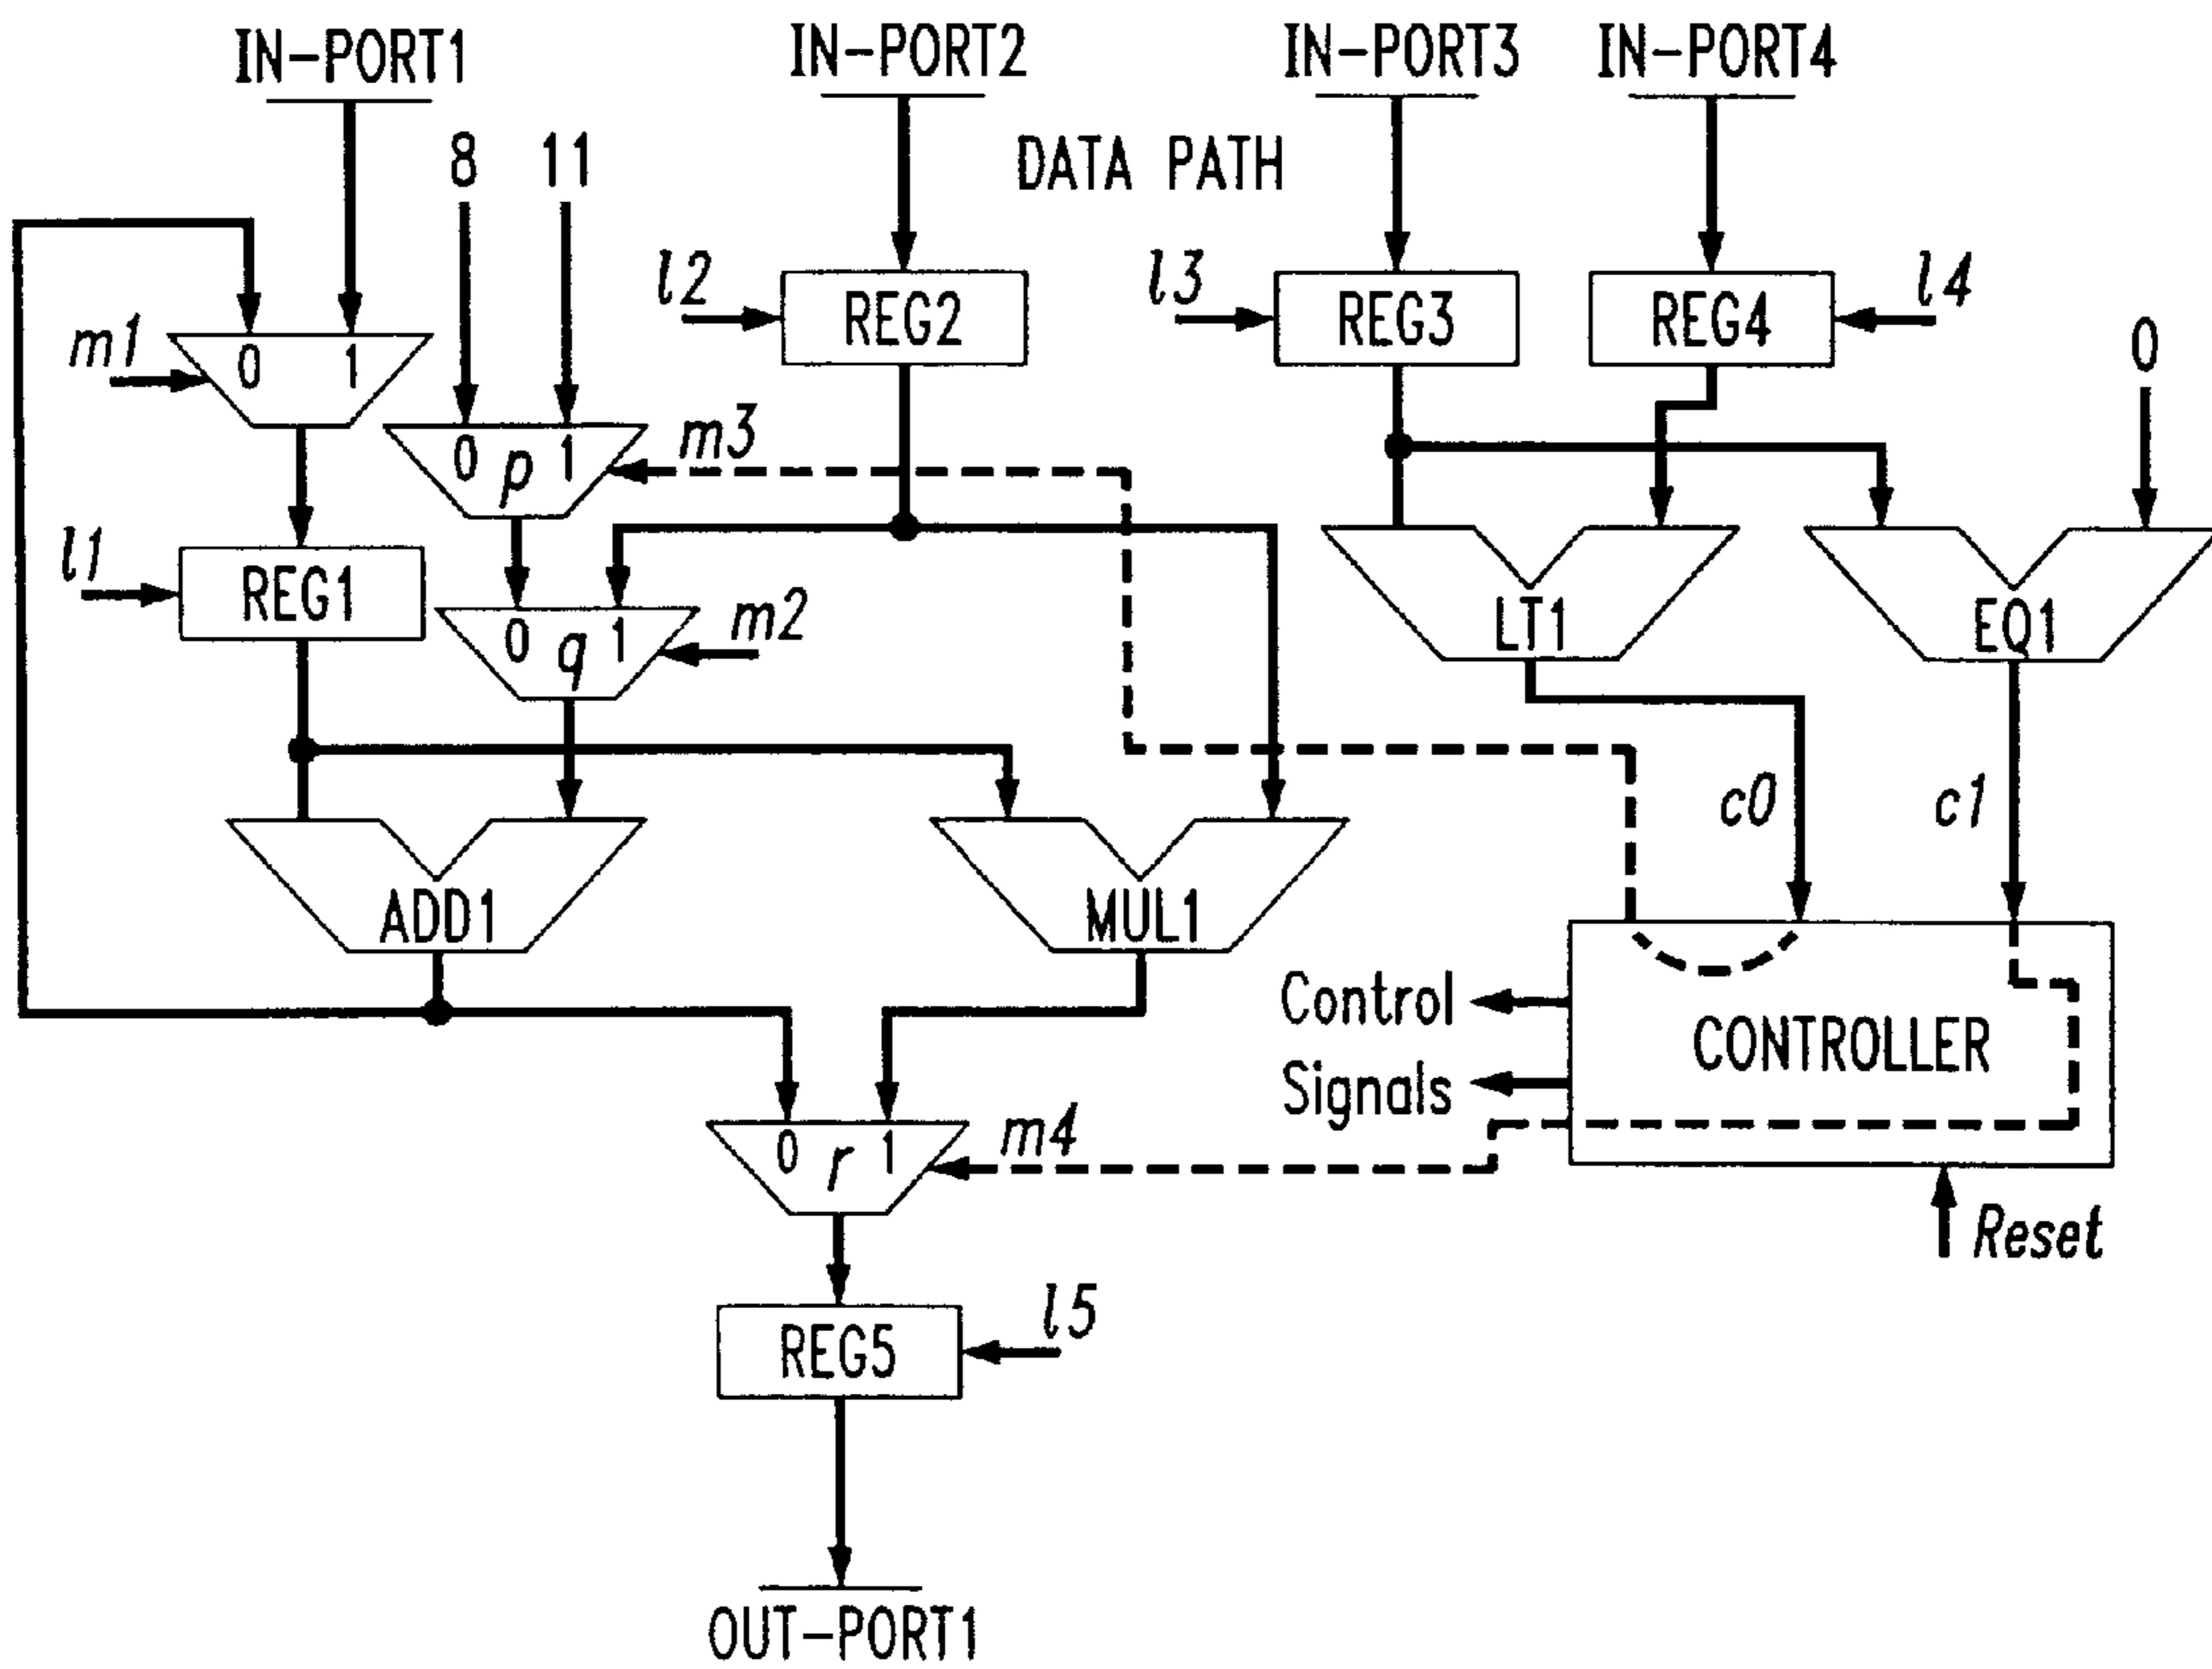 IN-PORT1
IN-PORT2
IN-PORT3
IN-PORT4
8
11
DATA PATH
l2
REG2
l3
REG3
REG4
l4
m1
0
1
0
0
p
1
m3
l1
REG1
0
q
1
m2
LT1
EQ1
c0
c1
ADD1
MUL1
Control
Signals
CONTROLLER
0
r
1
m4
Reset
REG5
l5
OUT-PORT1